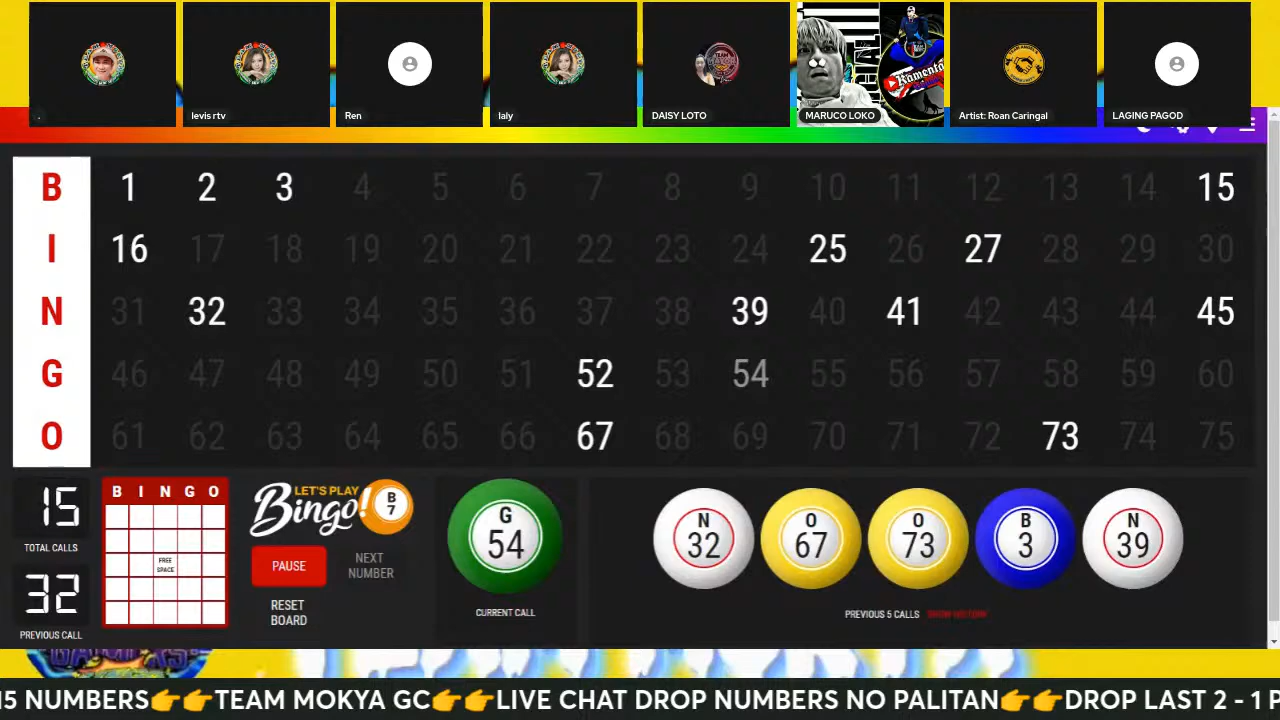 .
levis rtv
Ren
laly
DAISY LOTO
MARUCO LOKO
Artist: Roan Caringal
LAGING PAGOD
B 1 2 3 4 5 6 7 8 9 10 11 12 13 14 15
I 16 17 18 19 20 21 22 23 24 25 26 27 28 29 30
N 31 32 33 34 35 36 37 38 39 40 41 42 43 44 45
G 46 47 48 49 50 51 52 53 54 55 56 57 58 59 60
O 61 62 63 64 65 66 67 68 69 70 71 72 73 74 75
15
TOTAL CALLS
32
PREVIOUS CALL
B I N G O
FREE
SPACE
LET'S PLAY
Bingo!
B
7
PAUSE
NEXT
NUMBER
RESET
BOARD
G
54
CURRENT CALL
N
32
O
67
O
73
B
3
N
39
PREVIOUS 5 CALLS SHOW HISTORY
15 NUMBERS👉👉TEAM MOKYA GC👉👉LIVE CHAT DROP NUMBERS NO PALITAN👉👉DROP LAST 2 - 1 P